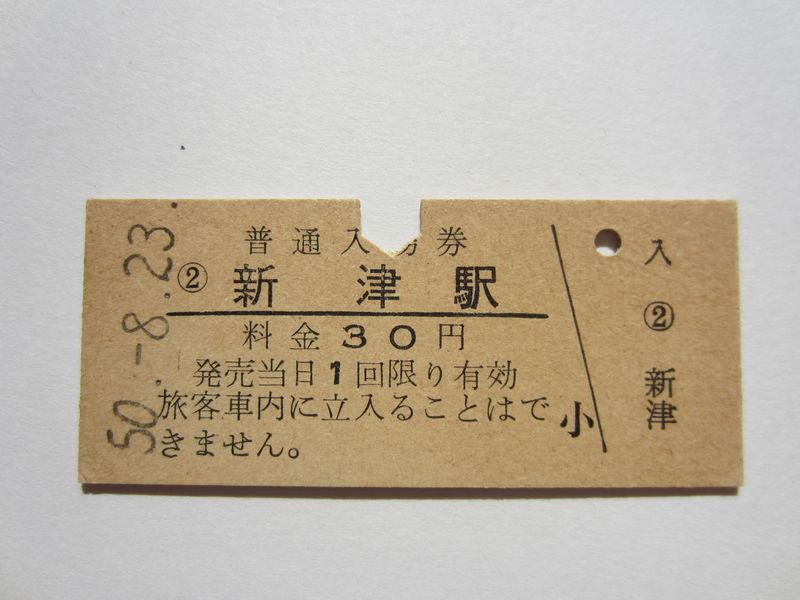 50.-8.23.
普通入場券
② 新津駅
料金30円
発売当日1回限り有効
旅客車内に立入ることはで
きません。
小
入
②
新津